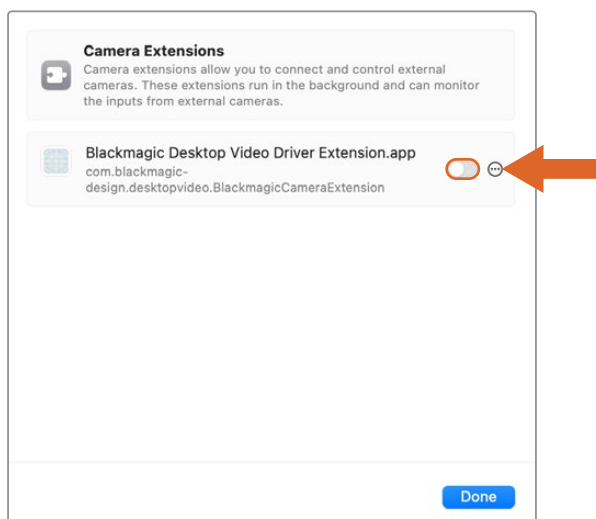 Camera Extensions
Camera extensions allow you to connect and control external
cameras. These extensions run in the background and can monitor
the inputs from external cameras.
Blackmagic Desktop Video Driver Extension.app
com.blackmagic-
design.desktopvideo.BlackmagicCameraExtension
Done